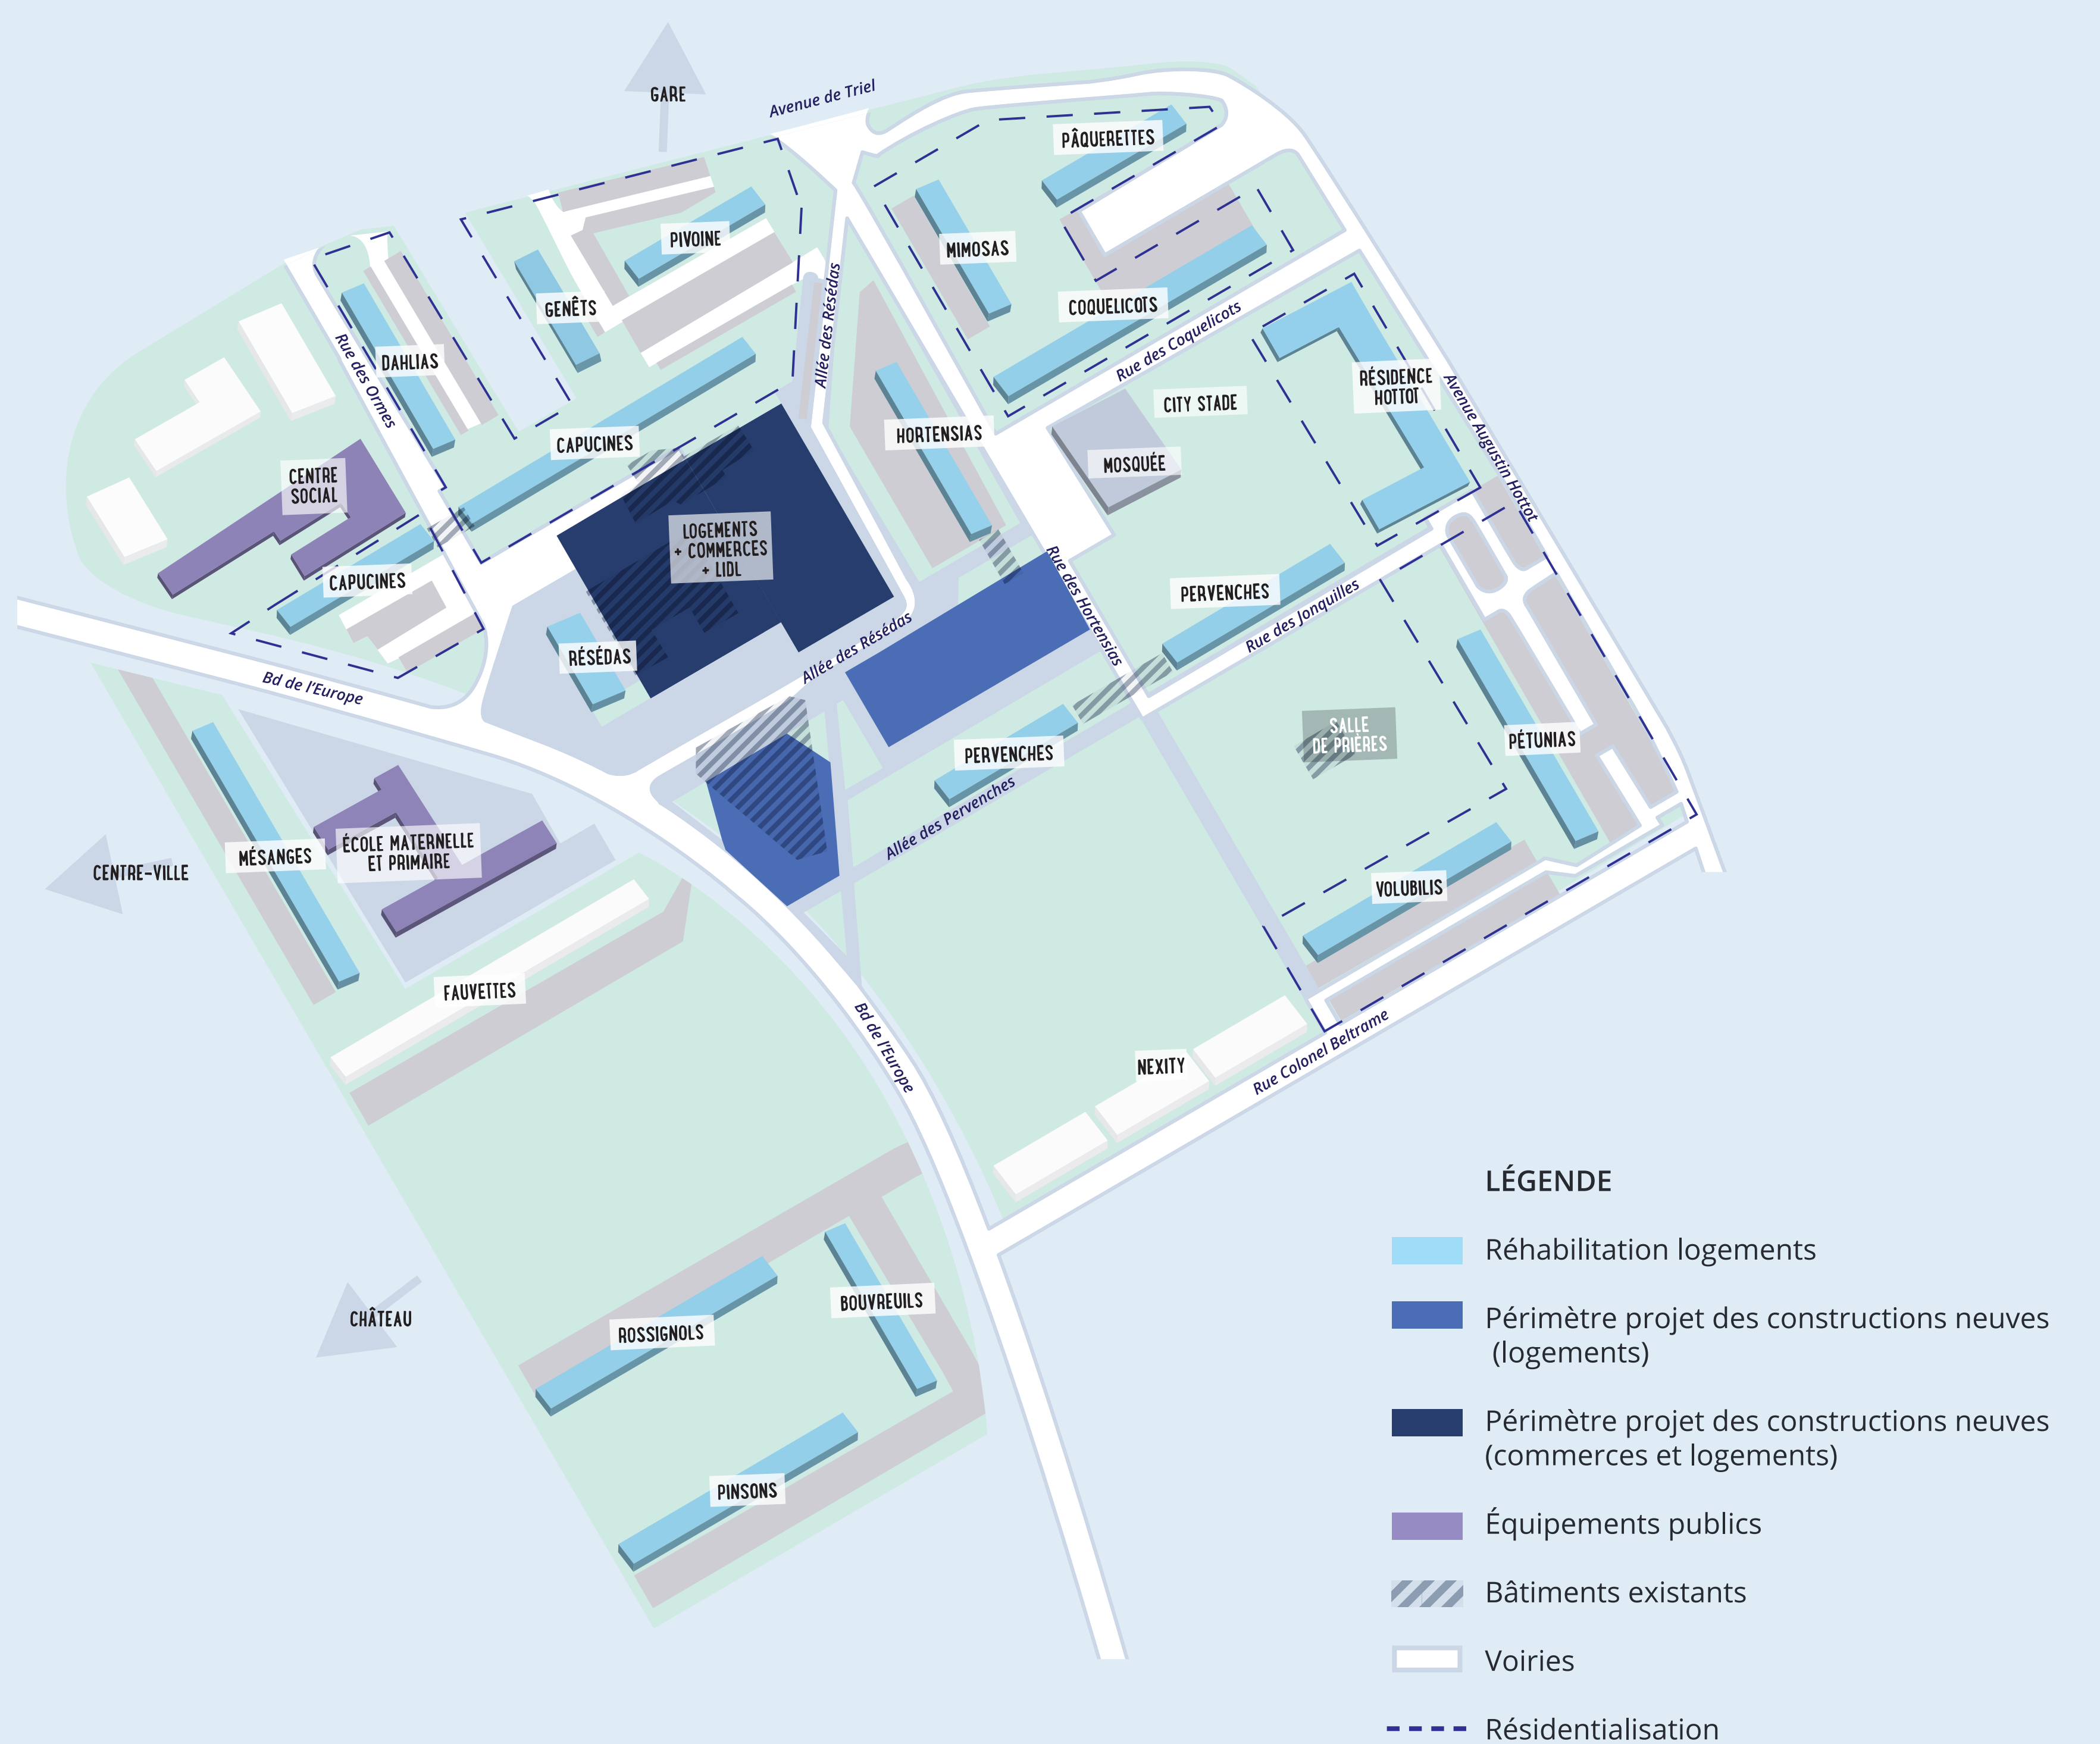 GARE
Avenue de Triel
PÂQUERETTES
PIVOINE
MIMOSAS
GENÊTS
COQUELICOTS
Allée des Résédas
Rue des Coquelicots
DAHLIAS
Rue des Ormes
RÉSIDENCE
HOTTOT
CITY STADE
Avenue Augustin Hottot
CAPUCINES
HORTENSIAS
MOSQUÉE
CENTRE
SOCIAL
LOGEMENTS
+ COMMERCES
+ LIDL
CAPUCINES
Rue des Hortensias
PERVENCHES
Rue des Jonquilles
RÉSÉDAS
Allée des Résédas
Bd de l'Europe
SALLE
DE PRIÈRES
PÉTUNIAS
PERVENCHES
Allée des Pervenches
MÉSANGES
ÉCOLE MATERNELLE
ET PRIMAIRE
CENTRE-VILLE
VOLUBILIS
FAUVETTES
Bd de l'Europe
NEXITY
Rue Colonel Beltrame
CHÂTEAU
BOUVREUILS
ROSSIGNOLS
PINSONS
LÉGENDE
Réhabilitation logements
Périmètre projet des constructions neuves
(logements)
Périmètre projet des constructions neuves
(commerces et logements)
Équipements publics
Bâtiments existants
Voiries
Résidentialisation